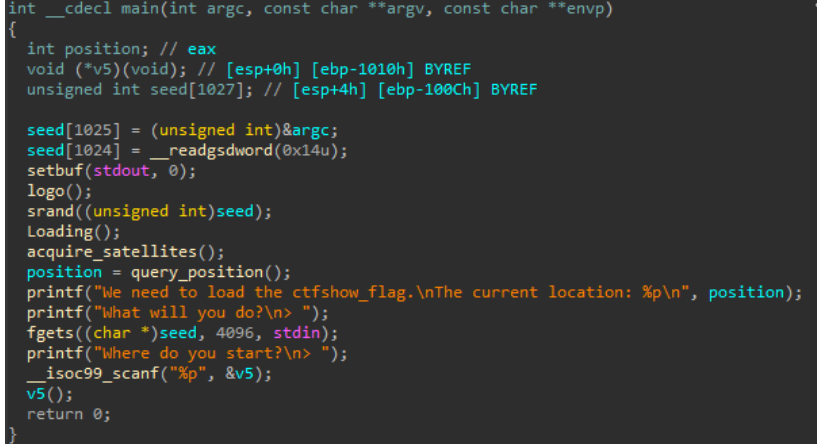 int __cdecl main(int argc, const char **argv, const char **envp)
{
  int position; // eax
  void (*v5)(void); // [esp+0h] [ebp-1010h] BYREF
  unsigned int seed[1027]; // [esp+4h] [ebp-100Ch] BYREF

  seed[1025] = (unsigned int)&argc;
  seed[1024] = __readgsdword(0x14u);
  setbuf(stdout, 0);
  logo();
  srand((unsigned int)seed);
  Loading();
  acquire_satellites();
  position = query_position();
  printf("We need to load the ctfshow_flag.\nThe current location: %p\n", position);
  printf("What will you do?\n> ");
  fgets((char *)seed, 4096, stdin);
  printf("Where do you start?\n> ");
  __isoc99_scanf("%p", &v5);
  v5();
  return 0;
}